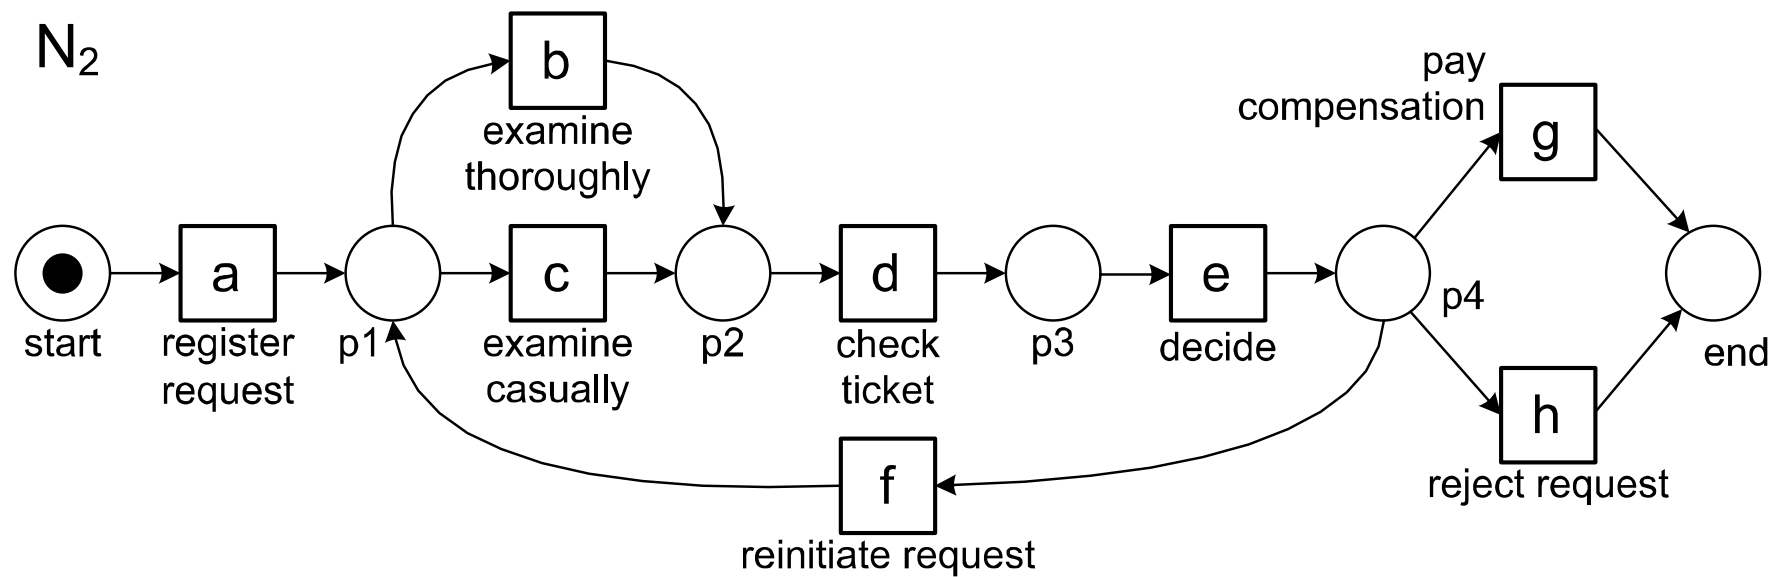 N2
b
examine
thoroughly
pay
compensation
g
start
a
register
request
p1
c
examine
casually
p2
d
check
ticket
p3
e
decide
p4
end
h
reject request
f
reinitiate request